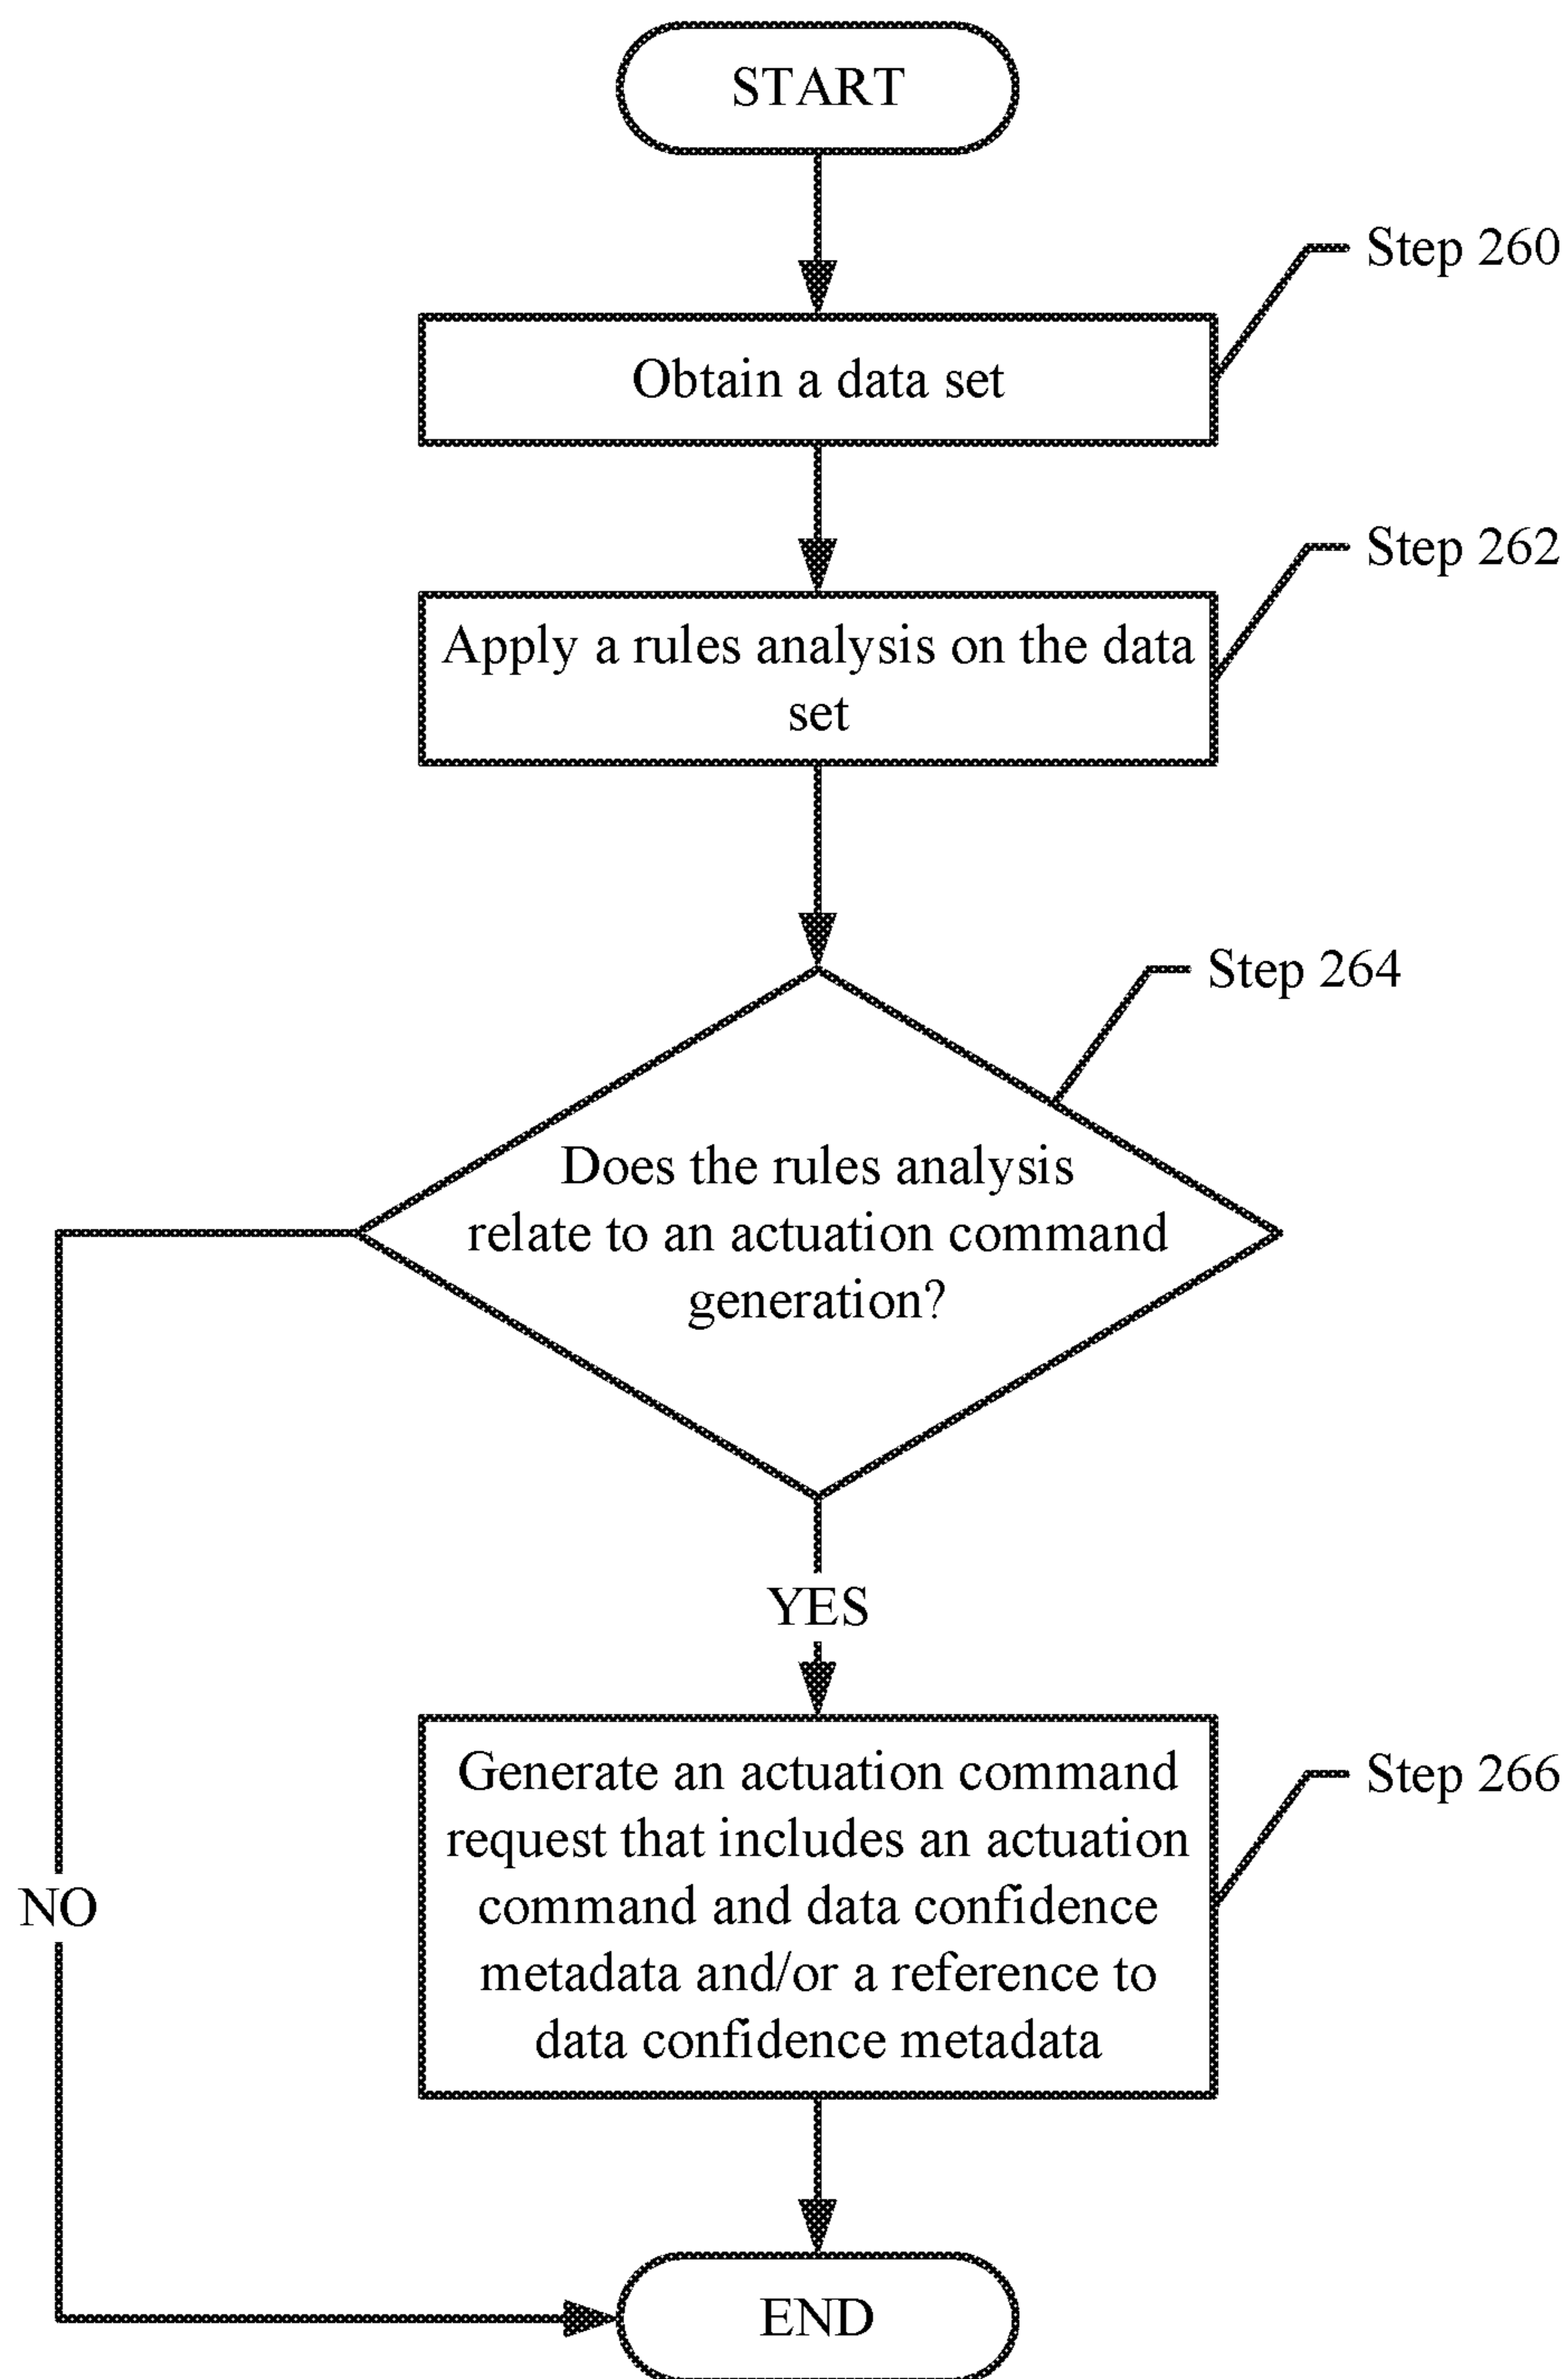 START
Step 260
Obtain a data set
Step 262
Apply a rules analysis on the data
set
Step 264
Does the rules analysis
relate to an actuation command
generation?
YES
Generate an actuation command
request that includes an actuation
command and data confidence
metadata and/or a reference to
data confidence metadata
Step 266
NO
END